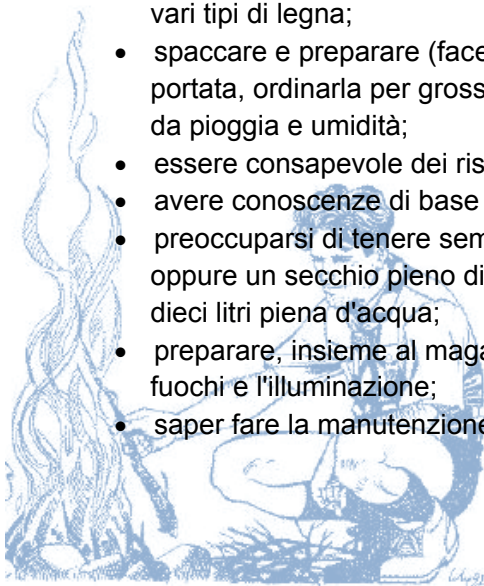 vari tipi di legna;
• spaccare e preparare (face
portata, ordinarla per gross
da pioggia e umidità;
• essere consapevole dei ris
• avere conoscenze di base
• preoccuparsi di tenere sem
oppure un secchio pieno di
dieci litri piena d'acqua;
• preparare, insieme al maga
fuochi e l'illuminazione;
• saper fare la manutenzione